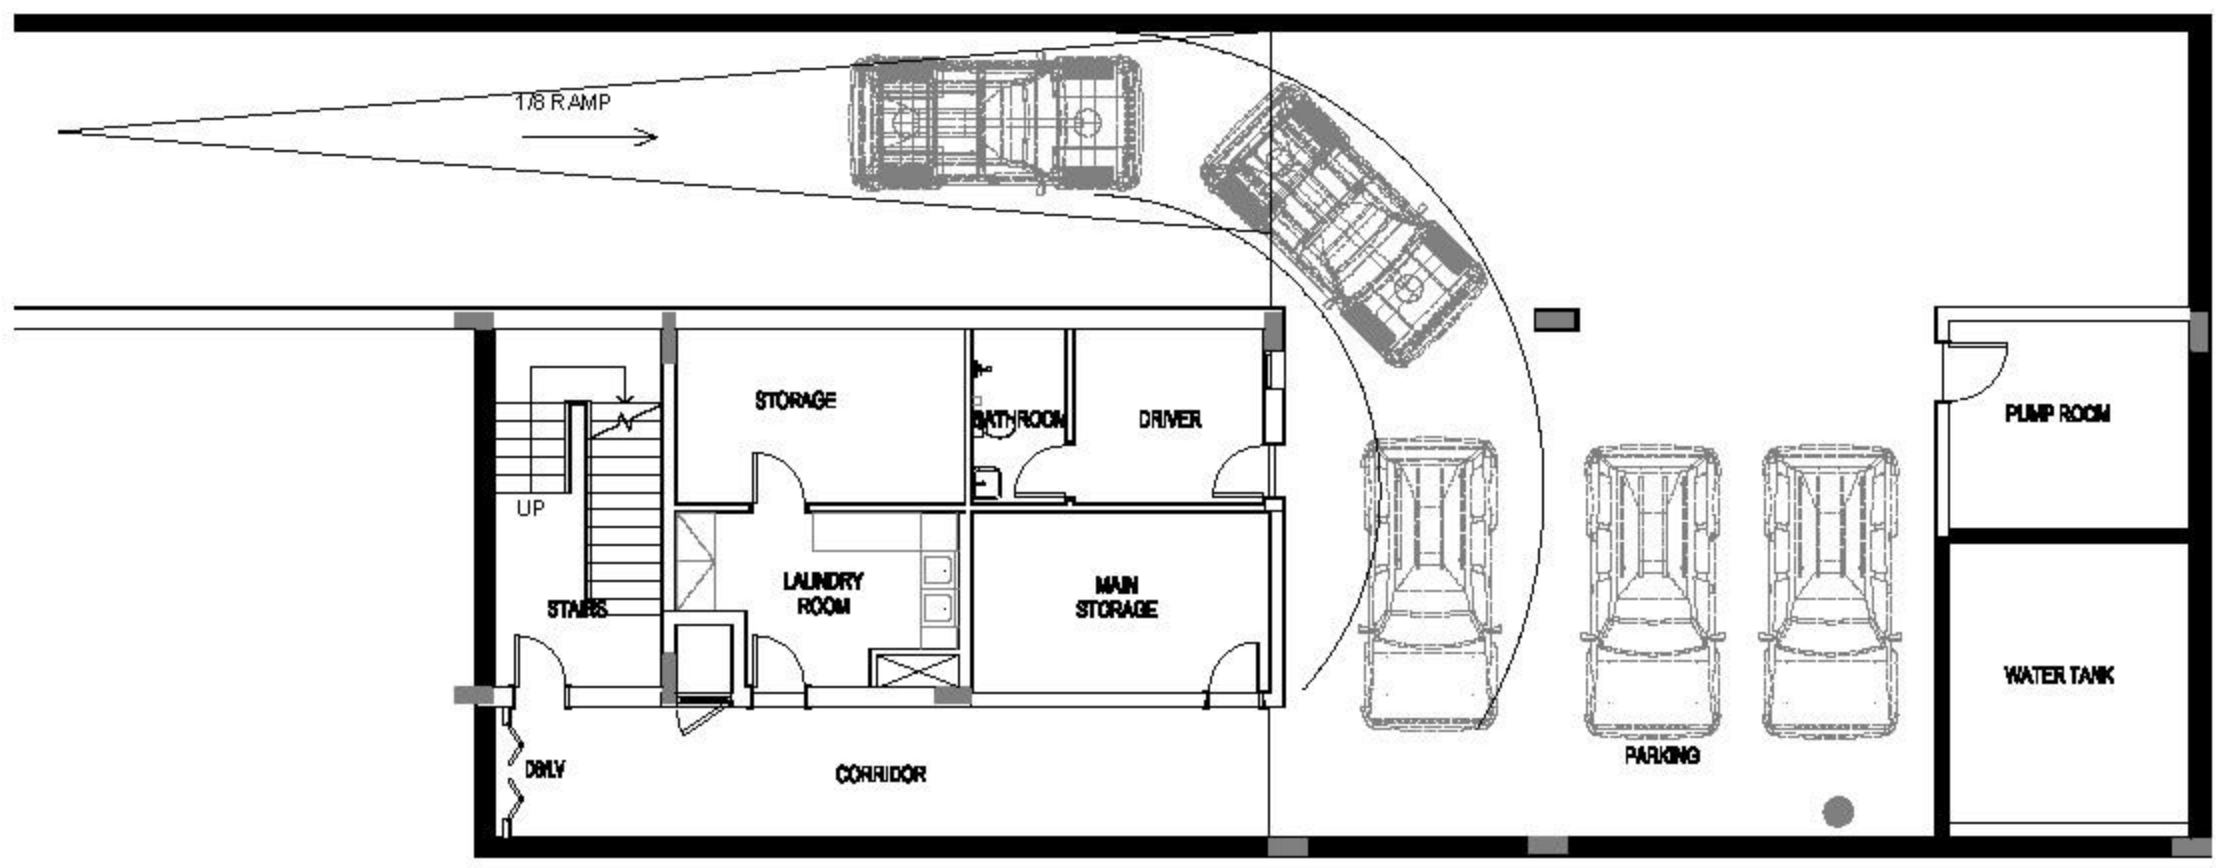 1/8 RAMP
STORAGE
BATHROOM
DRIVER
PUMP ROOM
UP
LAUNDRY
ROOM
MAIN
STORAGE
STAIRS
WATER TANK
PARKING
CORRIDOR